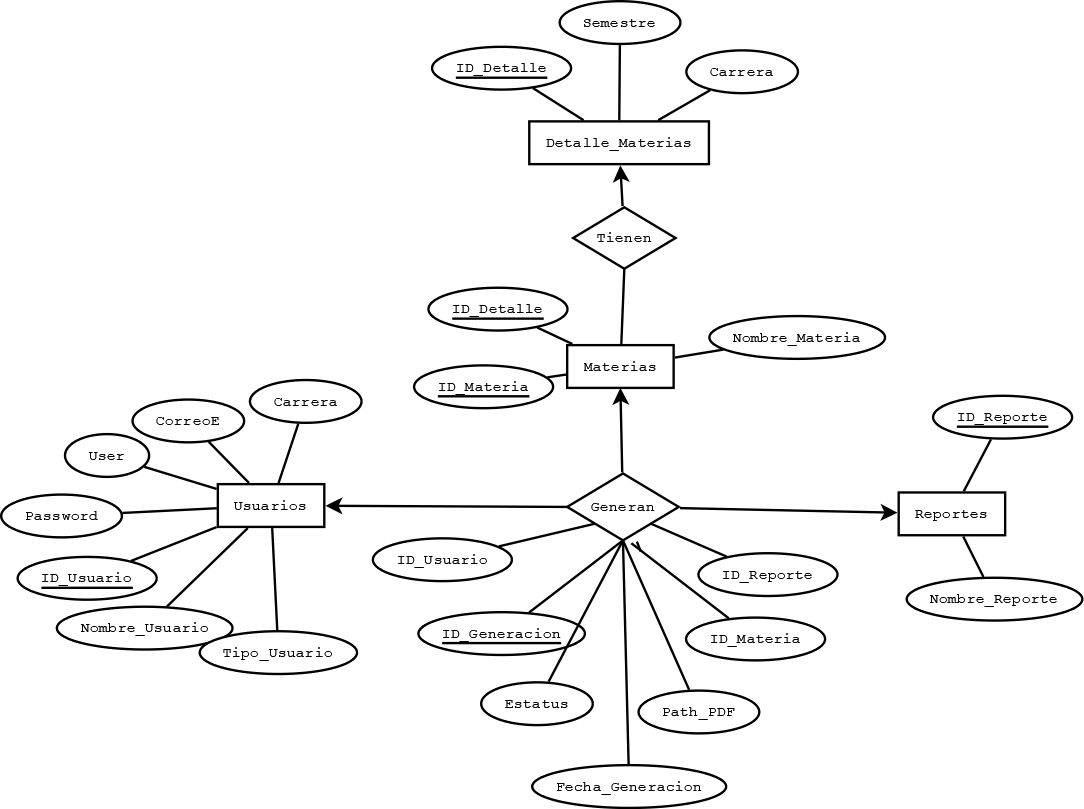 Semestre
ID_Detalle
Carrera
Detalle_Materias
Tienen
ID_Detalle
Nombre_Materia
Materias
ID_Materia
Carrera
ID_Reporte
CorreoE
User
Usuarios
Generan
Reportes
Password
ID_Usuario
ID_Reporte
ID_Usuario
Nombre_Reporte
Nombre_Usuario
ID_Generacion
ID_Materia
Tipo_Usuario
Estatus
Path_PDF
Fecha_Generacion